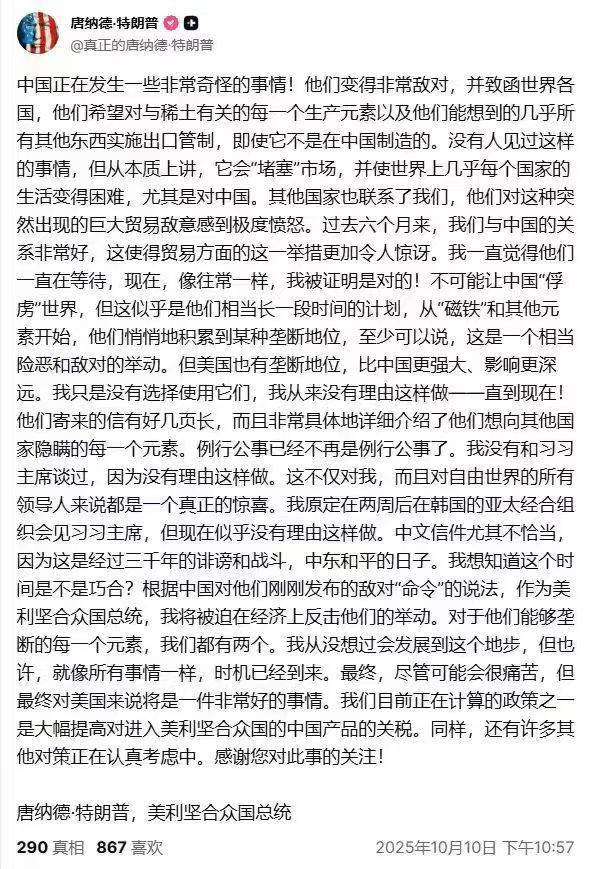 唐纳德·特朗普
@真正的唐纳德·特朗普
中国正在发生一些非常奇怪的事情！他们变得非常敌对，并致函世界各
国，他们希望对与稀土有关的每一个生产元素以及他们能想到的几乎所
有其他东西实施出口管制，即使它不是在中国制造的。没有人见过这样
的事情，但从本质上讲，它会“堵塞”市场，并使世界上几乎每个国家的
生活变得困难，尤其是对中国。其他国家也联系了我们，他们对这种突
然出现的巨大贸易敌意感到极度愤怒。过去六个月来，我们与中国的关
系非常好，这使得贸易方面的这一举措更加令人惊讶。我一直觉得他们
一直在等待，现在，像往常一样，我被证明是对的！不可能让中国“俘
虏”世界，但这似乎是他们相当长一段时间的计划，从“磁铁”和其他元
素开始，他们悄悄地积累到某种垄断地位，至少可以说，这是一个相当
险恶和敌对的举动。但美国也有垄断地位，比中国更强大、影响更深
远。我只是没有选择使用它们，我从来没有理由这样做——直到现在！
他们寄来的信有好几页长，而且非常具体地详细介绍了他们想向其他国
家隐瞒的每一个元素。例行公事已经不再是例行公事了。我没有和习习
主席谈过，因为没有理由这样做。这不仅对我，而且对自由世界的所有
领导人来说都是一个真正的惊喜。我原定在两周后在韩国的亚太经合组
织会见习习主席，但现在似乎没有理由这样做。中文信件尤其不恰当，
因为这是经过三千年的诽谤和战斗，中东和平的日子。我想知道这个时
间是不是巧合？根据中国对他们刚刚发布的敌对“命令”的说法，作为美
利坚合众国总统，我将被迫在经济上反击他们的举动。对于他们能够垄
断的每一个元素，我们都有两个。我从没想过会发展到这个地步，但也
许，就像所有事情一样，时机已经到来。最终，尽管可能会很痛苦，但
最终对美国来说将是一件非常好的事情。我们目前正在计算的政策之一
是大幅提高对进入美利坚合众国的中国产品的关税。同样，还有许多其
他对策正在认真考虑中。感谢您对此事的关注！
唐纳德·特朗普，美利坚合众国总统
290 真相 867 喜欢 2025年10月10日 下午10:57